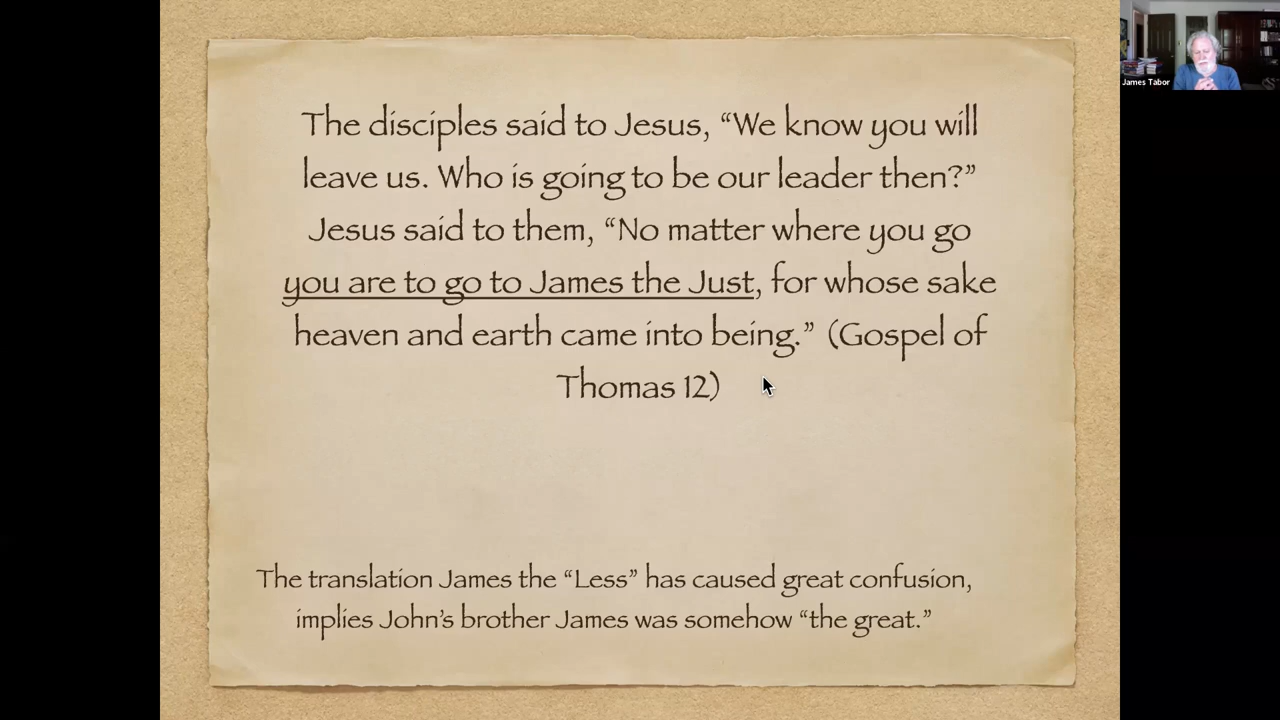 The disciples said to Jesus, “We know you will
leave us. Who is going to be our leader then?”
Jesus said to them, “No matter where you go
you are to go to James the Just, for whose sake
heaven and earth came into being.” (Gospel of
Thomas 12)
The translation James the “Less” has caused great confusion,
implies John’s brother James was somehow “the great.”
James Tabor